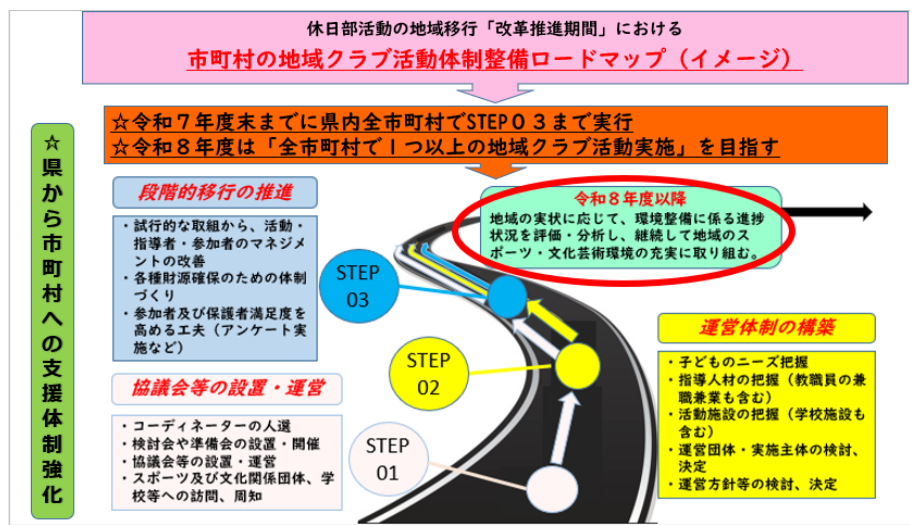 休日部活動の地域移行「改革推進期間」における
市町村の地域クラブ活動体制整備ロードマップ（イメージ）
☆令和７年度末までに県内全市町村でSTEP０３まで実行
☆令和８年度は「全市町村で１つ以上の地域クラブ活動実施」を目指す
☆県から市町村への支援体制強化
段階的移行の推進
・試行的な取組から、活動・
指導者・参加者のマネジ
メントの改善
・各種財源確保のための体制
づくり
・参加者及び保護者満足度を
高める工夫（アンケート実
施など）
令和８年度以降
地域の実状に応じて、環境整備に係る進捗
状況を評価・分析し、継続して地域のス
ポーツ・文化芸術環境の充実に取り組む。
STEP
03
運営体制の構築
・子どものニーズ把握
・指導人材の把握（教職員の兼
職兼業も含む）
・活動施設の把握（学校施設も
含む）
・運営団体・実施主体の検討、
決定
・運営方針等の検討、決定
STEP
02
協議会等の設置・運営
・コーディネーターの人選
・検討会や準備会の設置・開催
・協議会等の設置・運営
・スポーツ及び文化関係団体、学
校等への訪問、周知
STEP
01